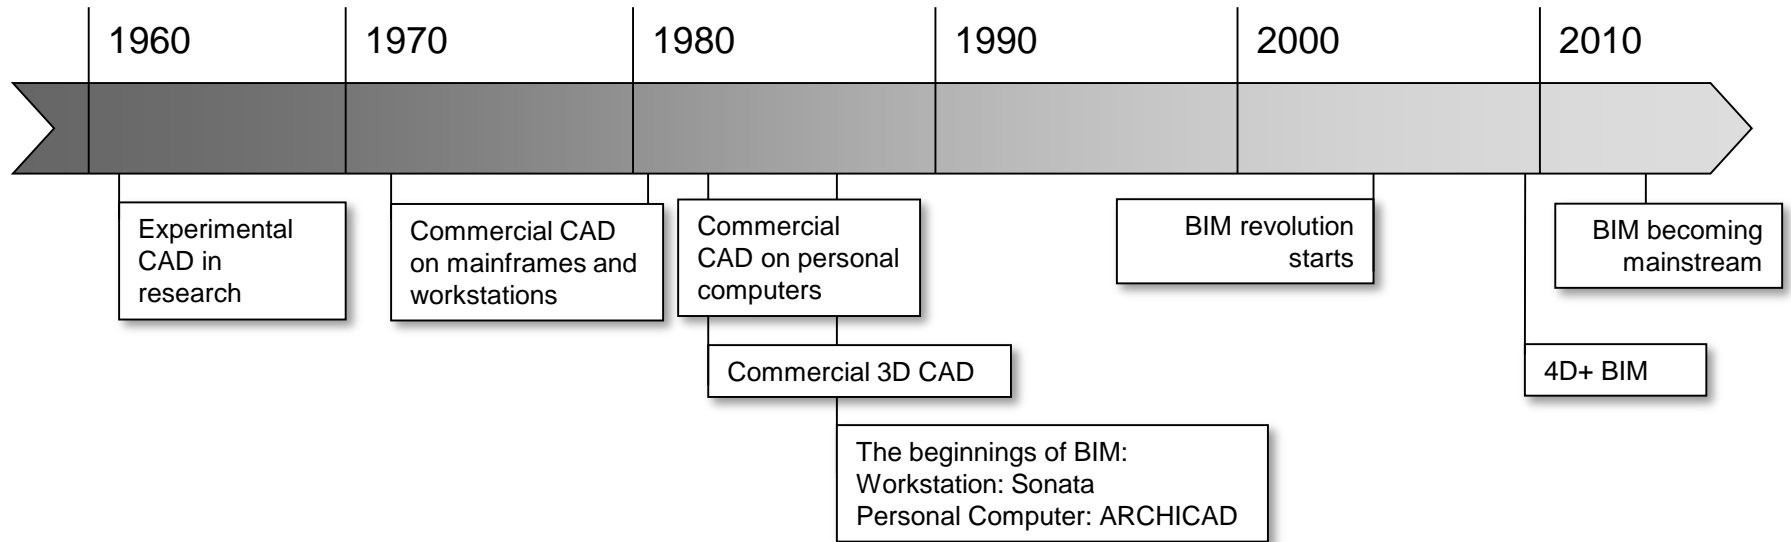 1960
1970
1980
1990
2000
2010
Experimental
CAD in
research
Commercial CAD
on mainframes and
workstations
Commercial
CAD on personal
computers
BIM revolution
starts
BIM becoming
mainstream
Commercial 3D CAD
4D+ BIM
The beginnings of BIM:
Workstation: Sonata
Personal Computer: ARCHICAD